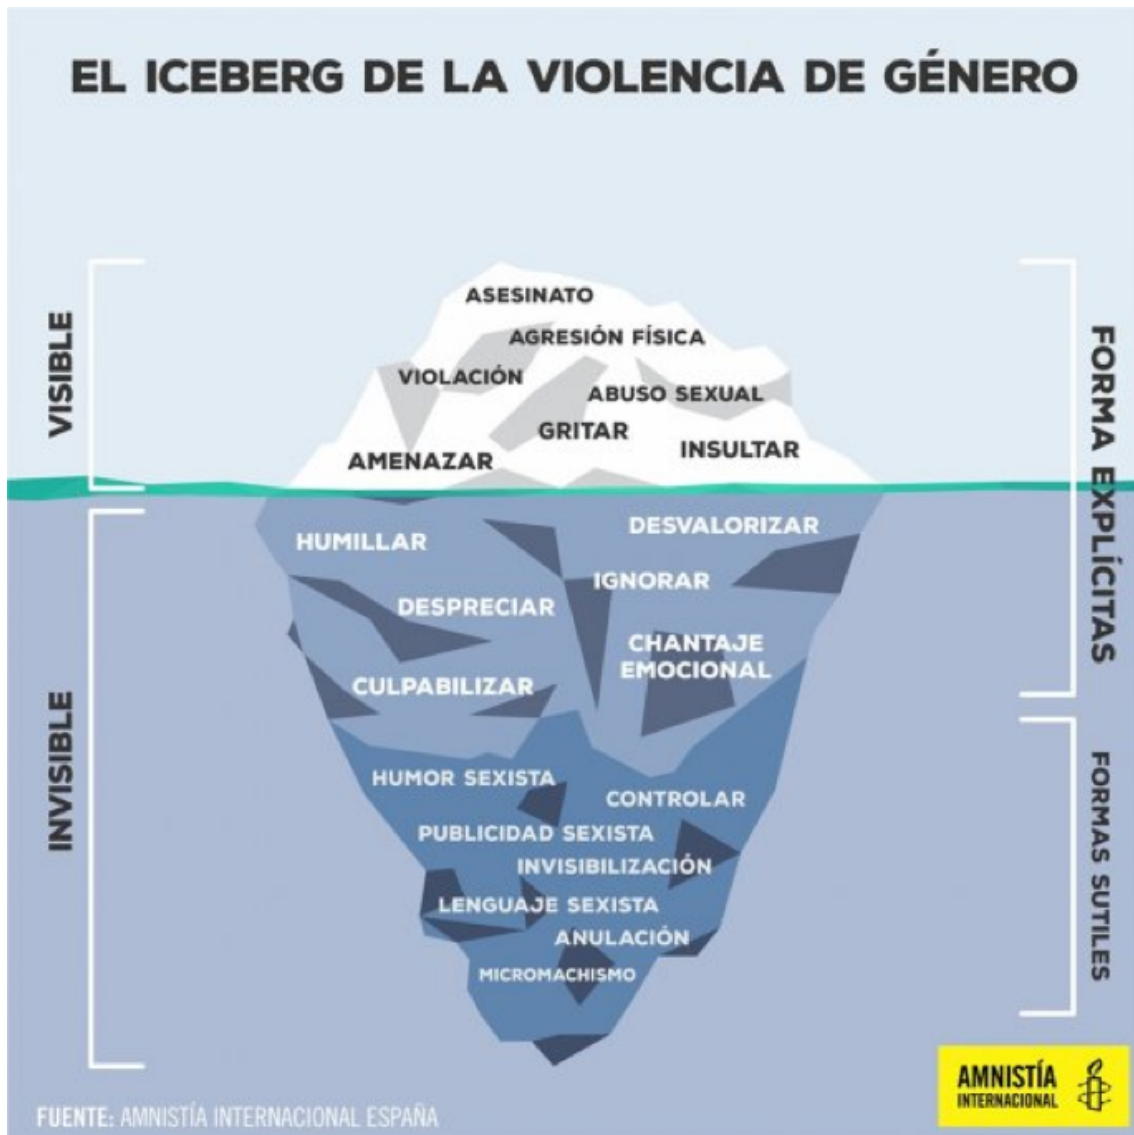 EL ICEBERG DE LA VIOLENCIA DE GÉNERO
VISIBLE
FORMA EXPLÍCITAS
ASESINATO
AGRESIÓN FÍSICA
VIOLACIÓN
ABUSO SEXUAL
GRITAR
INSULTAR
AMENAZAR
INVISIBLE
DESVALORIZAR
HUMILLAR
IGNORAR
DESPRECIAR
CHANTAJE
EMOCIONAL
CULPABILIZAR
FORMAS SUTILES
HUMOR SEXISTA
CONTROLAR
PUBLICIDAD SEXISTA
INVISIBILIZACIÓN
LENGUAJE SEXISTA
ANULACIÓN
MICROMACHISMO
AMNISTÍA
INTERNACIONAL
FUENTE: AMNISTÍA INTERNACIONAL ESPAÑA